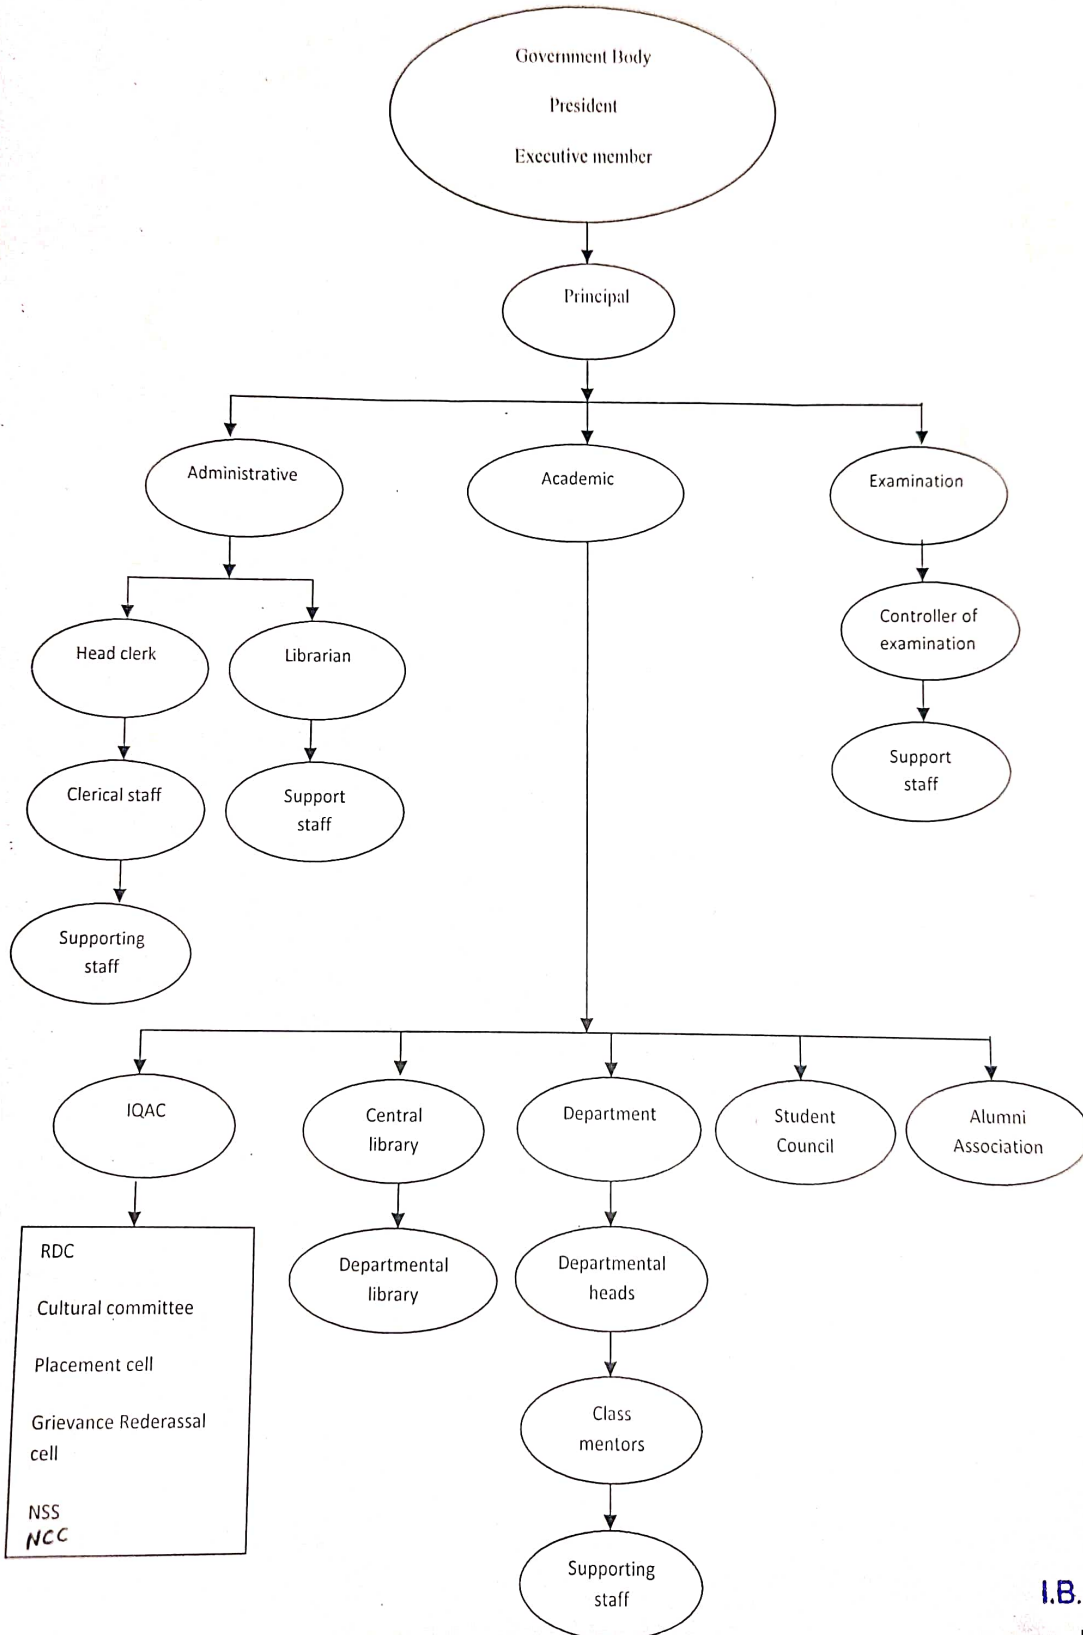 Government Body
President
Executive member
Principal
Administrative
Academic
Examination
Head clerk
Librarian
Controller of
examination
Clerical staff
Support
staff
Support
staff
Supporting
staff
IQAC
Central
library
Department
Student
Council
Alumni
Association
RDC
Cultural committee
Placement cell
Grievance Rederassal
cell
NSS
NCC
Departmental
library
Departmental
heads
Class
mentors
Supporting
staff
I.B.